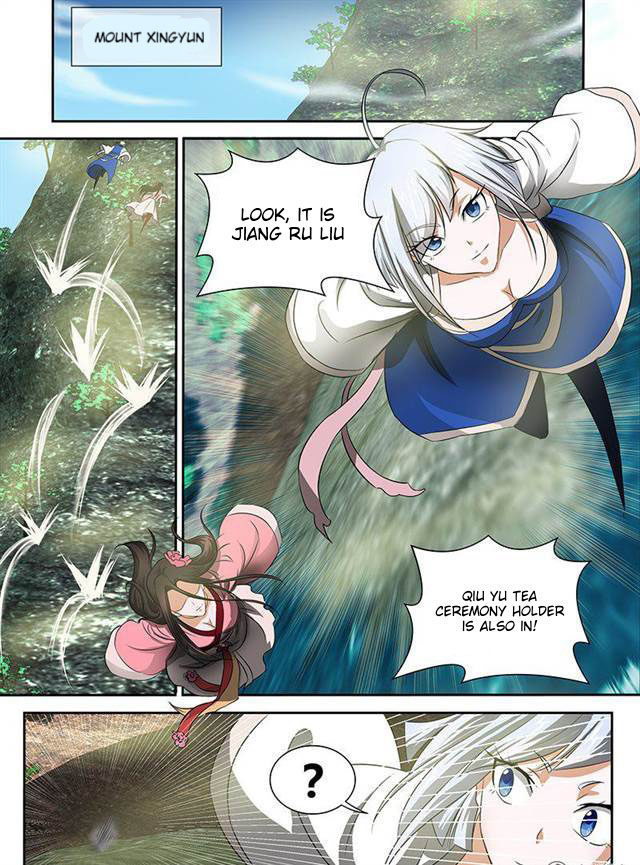 MOUNT XINGYUN
LOOK, IT IS
JIANG RU LIU
QIU YU TEA
CEREMONY HOLDER
IS ALSO IN!
?